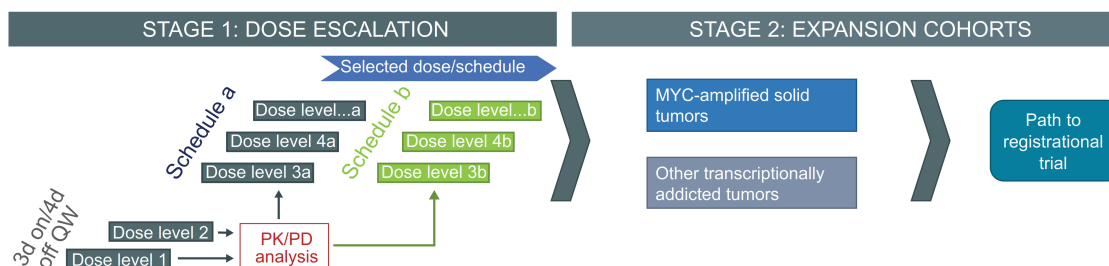 STAGE 1: DOSE ESCALATION
STAGE 2: EXPANSION COHORTS
Selected dose/schedule
Schedule a
Dose level...a
Dose level 4a
Dose level 3a
Schedule b
Dose level...b
Dose level 4b
Dose level 3b
3d on/4d
off QW
Dose level 2
Dose level 1
PK/PD
analysis
MYC-amplified solid
tumors
Other transcriptionally
addicted tumors
Path to
registrational
trial